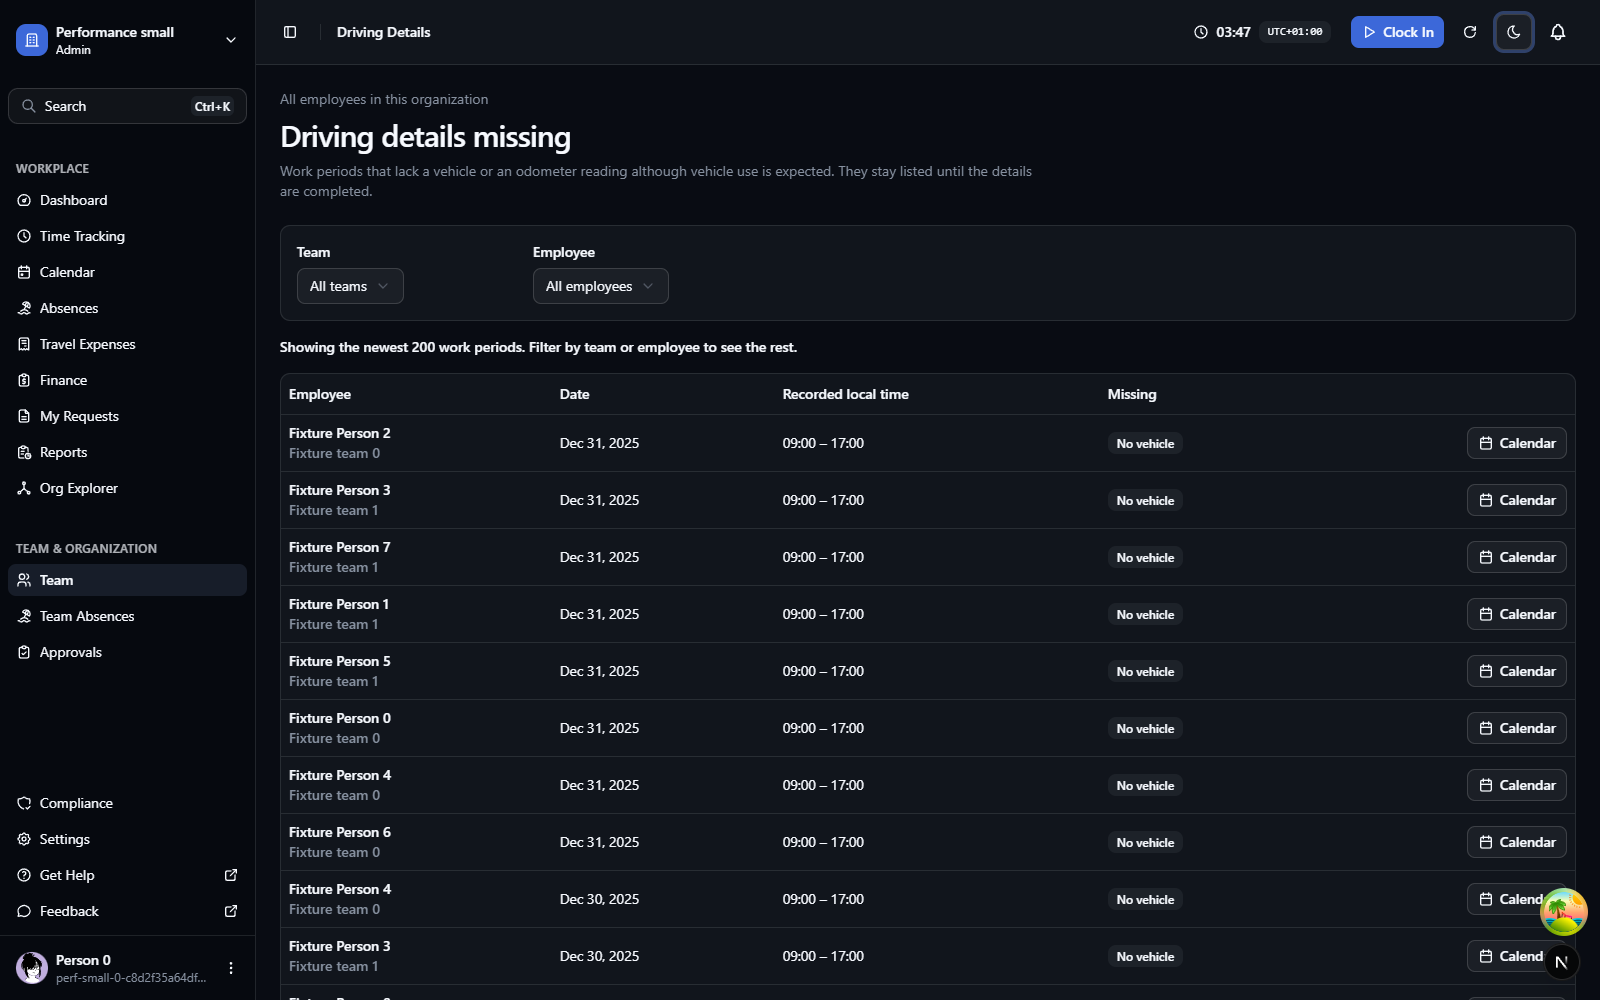 Performance small
Admin
Search
Ctrl+K
WORKPLACE
Dashboard
Time Tracking
Calendar
Absences
Travel Expenses
Finance
My Requests
Reports
Org Explorer
TEAM & ORGANIZATION
Team
Team Absences
Approvals
Compliance
Settings
Get Help
Feedback
Person 0
perf-small-0-c8d2f35a64df...
Driving Details
03:47
UTC+01:00
Clock In
All employees in this organization
Driving details missing
Work periods that lack a vehicle or an odometer reading although vehicle use is expected. They stay listed until the details
are completed.
Team
Employee
All teams
All employees
Showing the newest 200 work periods. Filter by team or employee to see the rest.
Employee Date Recorded local time Missing
Fixture Person 2
Fixture team 0
Dec 31, 2025 09:00 – 17:00 No vehicle Calendar
Fixture Person 3
Fixture team 1
Dec 31, 2025 09:00 – 17:00 No vehicle Calendar
Fixture Person 7
Fixture team 1
Dec 31, 2025 09:00 – 17:00 No vehicle Calendar
Fixture Person 1
Fixture team 1
Dec 31, 2025 09:00 – 17:00 No vehicle Calendar
Fixture Person 5
Fixture team 1
Dec 31, 2025 09:00 – 17:00 No vehicle Calendar
Fixture Person 0
Fixture team 0
Dec 31, 2025 09:00 – 17:00 No vehicle Calendar
Fixture Person 4
Fixture team 0
Dec 31, 2025 09:00 – 17:00 No vehicle Calendar
Fixture Person 6
Fixture team 0
Dec 31, 2025 09:00 – 17:00 No vehicle Calendar
Fixture Person 4
Fixture team 0
Dec 30, 2025 09:00 – 17:00 No vehicle Calend
Fixture Person 3
Fixture team 1
Dec 30, 2025 09:00 – 17:00 No vehicle Calend
N